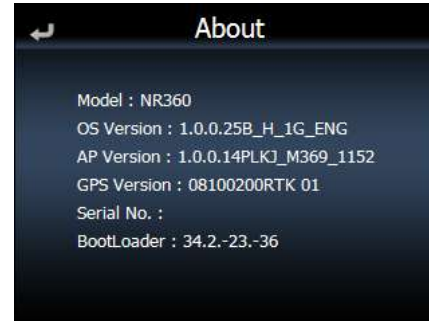 About
Model : NR360
OS Version : 1.0.0.25B_H_1G_ENG
AP Version : 1.0.0.14PLKJ_M369_1152
GPS Version : 08100200RTK 01
Serial No. :
BootLoader : 34.2.-23.-36